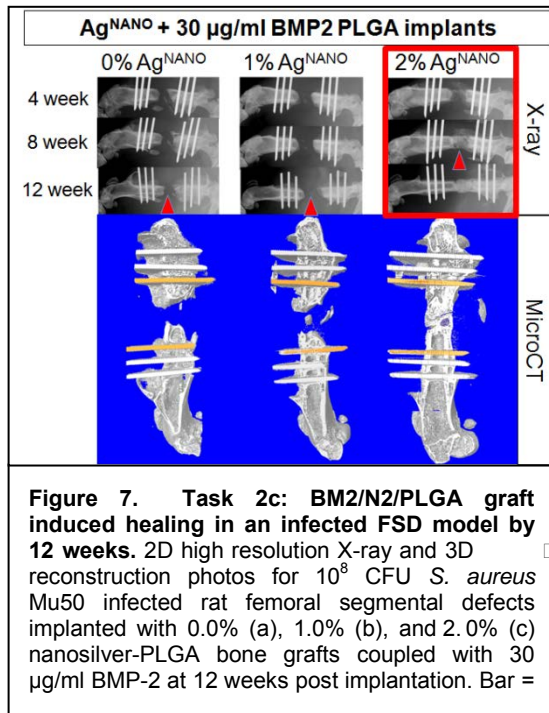 Ag^NANO + 30 µg/ml BMP2 PLGA implants
0% Ag^NANO 1% Ag^NANO 2% Ag^NANO
4 week
8 week
12 week
X-ray
MicroCT
Figure 7. Task 2c: BM2/N2/PLGA graft
induced healing in an infected FSD model by
12 weeks. 2D high resolution X-ray and 3D
reconstruction photos for 10^8 CFU S. aureus
Mu50 infected rat femoral segmental defects
implanted with 0.0% (a), 1.0% (b), and 2.0% (c)
nanosilver-PLGA bone grafts coupled with 30
µg/ml BMP-2 at 12 weeks post implantation. Bar =